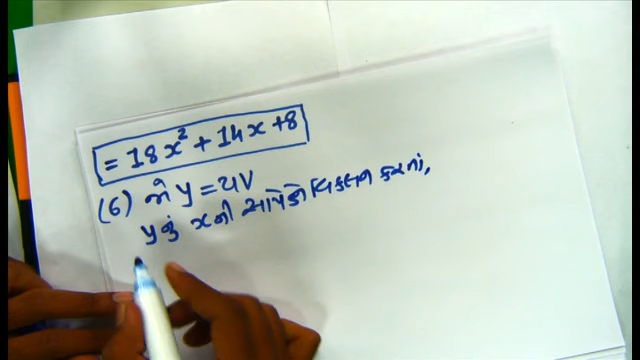 = 18x² + 14x + 8
(6) જો y = uv
y નું x ની સાપેક્ષે વિકલન કરતાં,